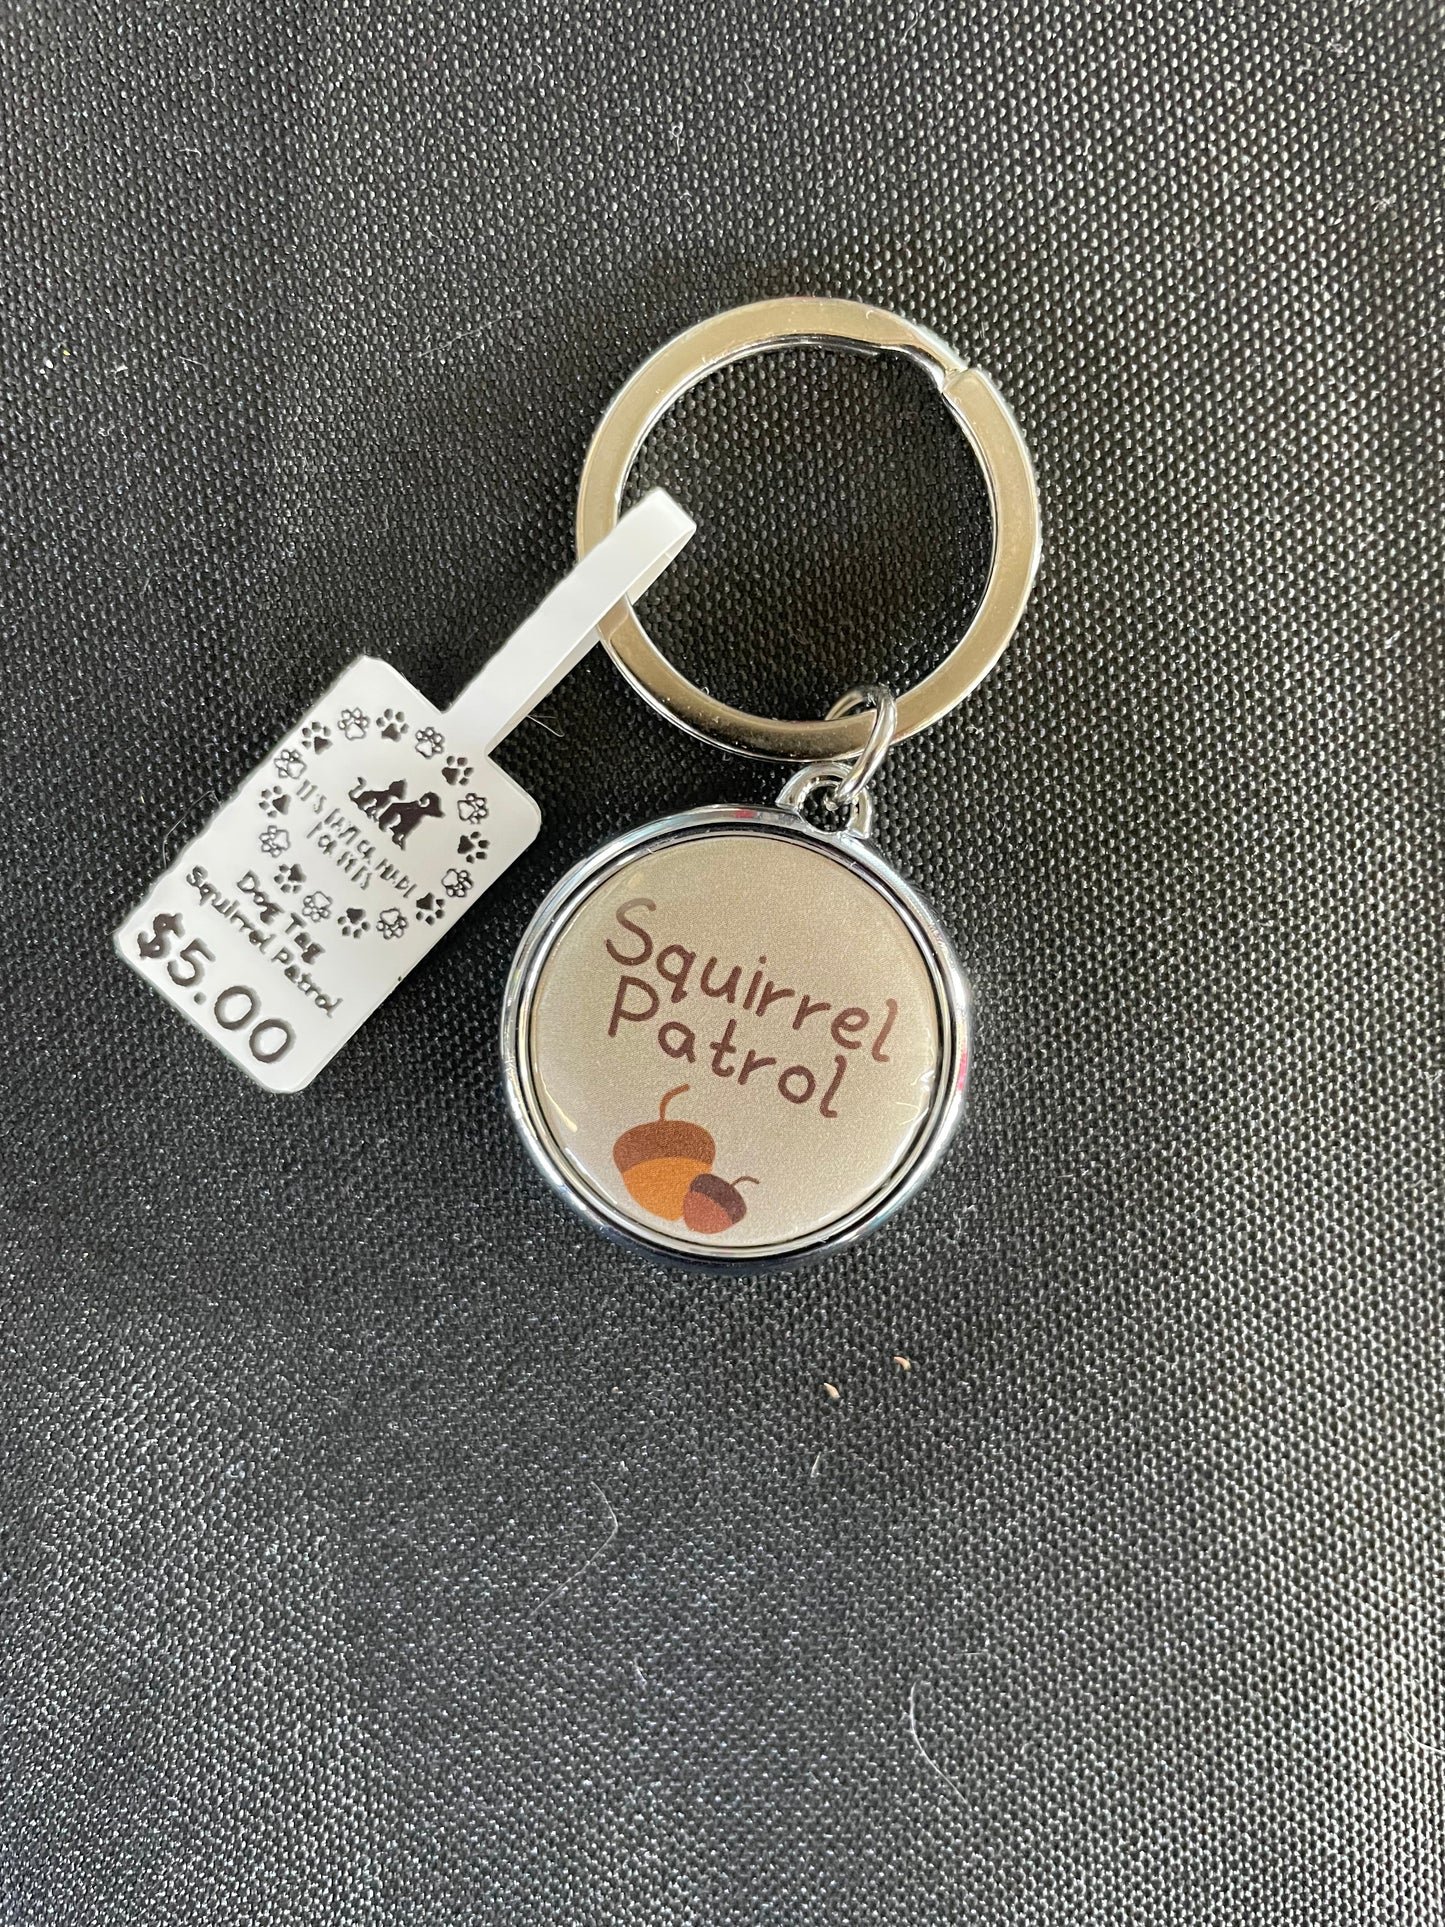 Dog Tag
Squirrel Patrol
$5.00
Squirrel
Patrol